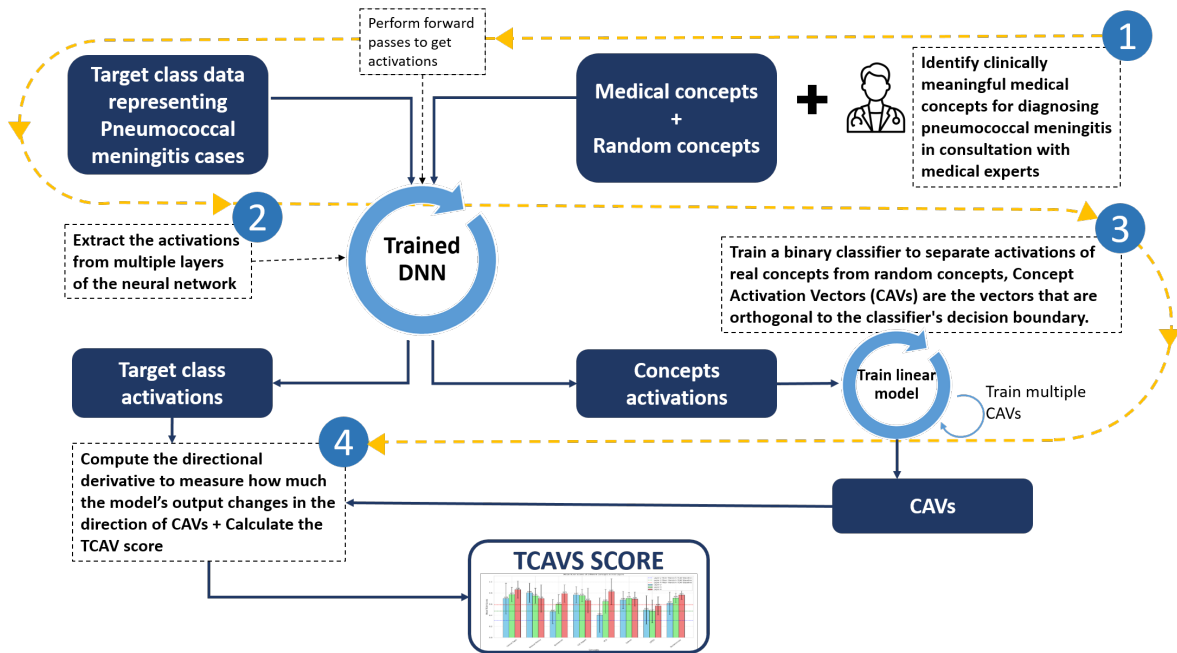 Perform forward
passes to get
activations
1
Target class data
representing
Pneumococcal
meningitis cases
Medical concepts
+
Random concepts
Identify clinically
meaningful medical
concepts for diagnosing
pneumococcal meningitis
in consultation with
medical experts
2
Extract the activations
from multiple layers
of the neural network
Trained
DNN
3
Train a binary classifier to separate activations of
real concepts from random concepts, Concept
Activation Vectors (CAVs) are the vectors that are
orthogonal to the classifier's decision boundary.
Target class
activations
Concepts
activations
Train linear
model
Train multiple
CAVs
4
Compute the directional
derivative to measure how much
the model's output changes in the
direction of CAVs + Calculate the
TCAV score
CAVs
TCAVS SCORE